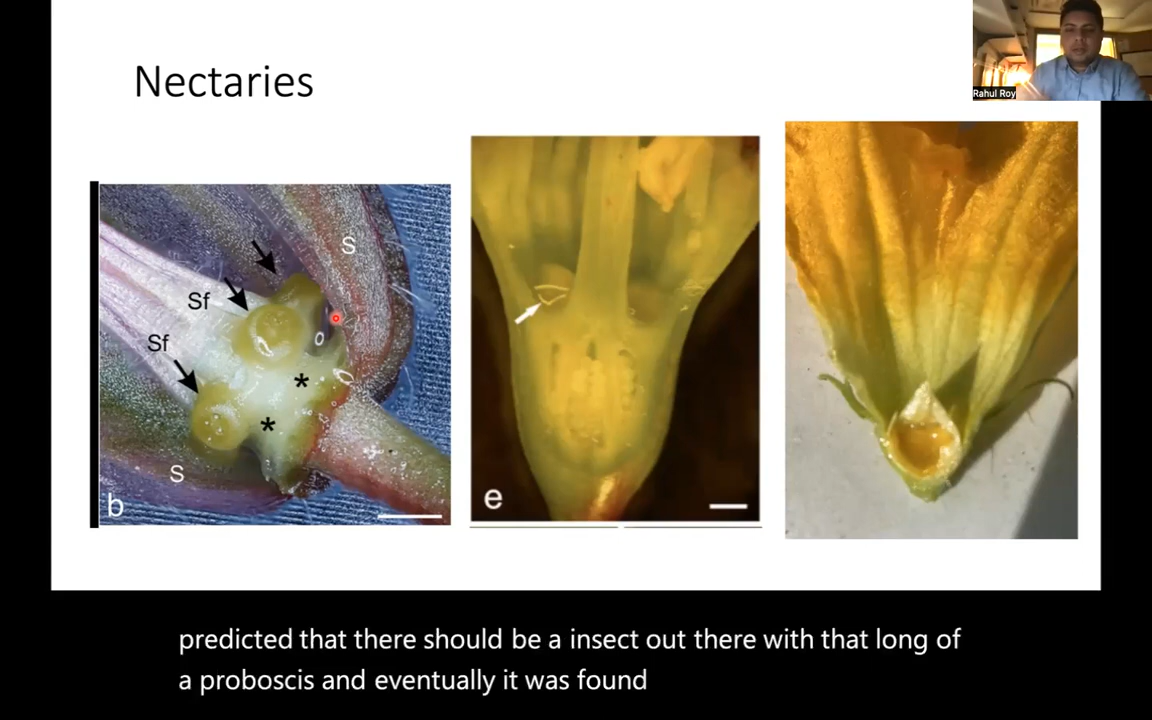 Nectaries
Rahul Roy
S
Sf
Sf
*
*
S
b
e
predicted that there should be a insect out there with that long of
a proboscis and eventually it was found